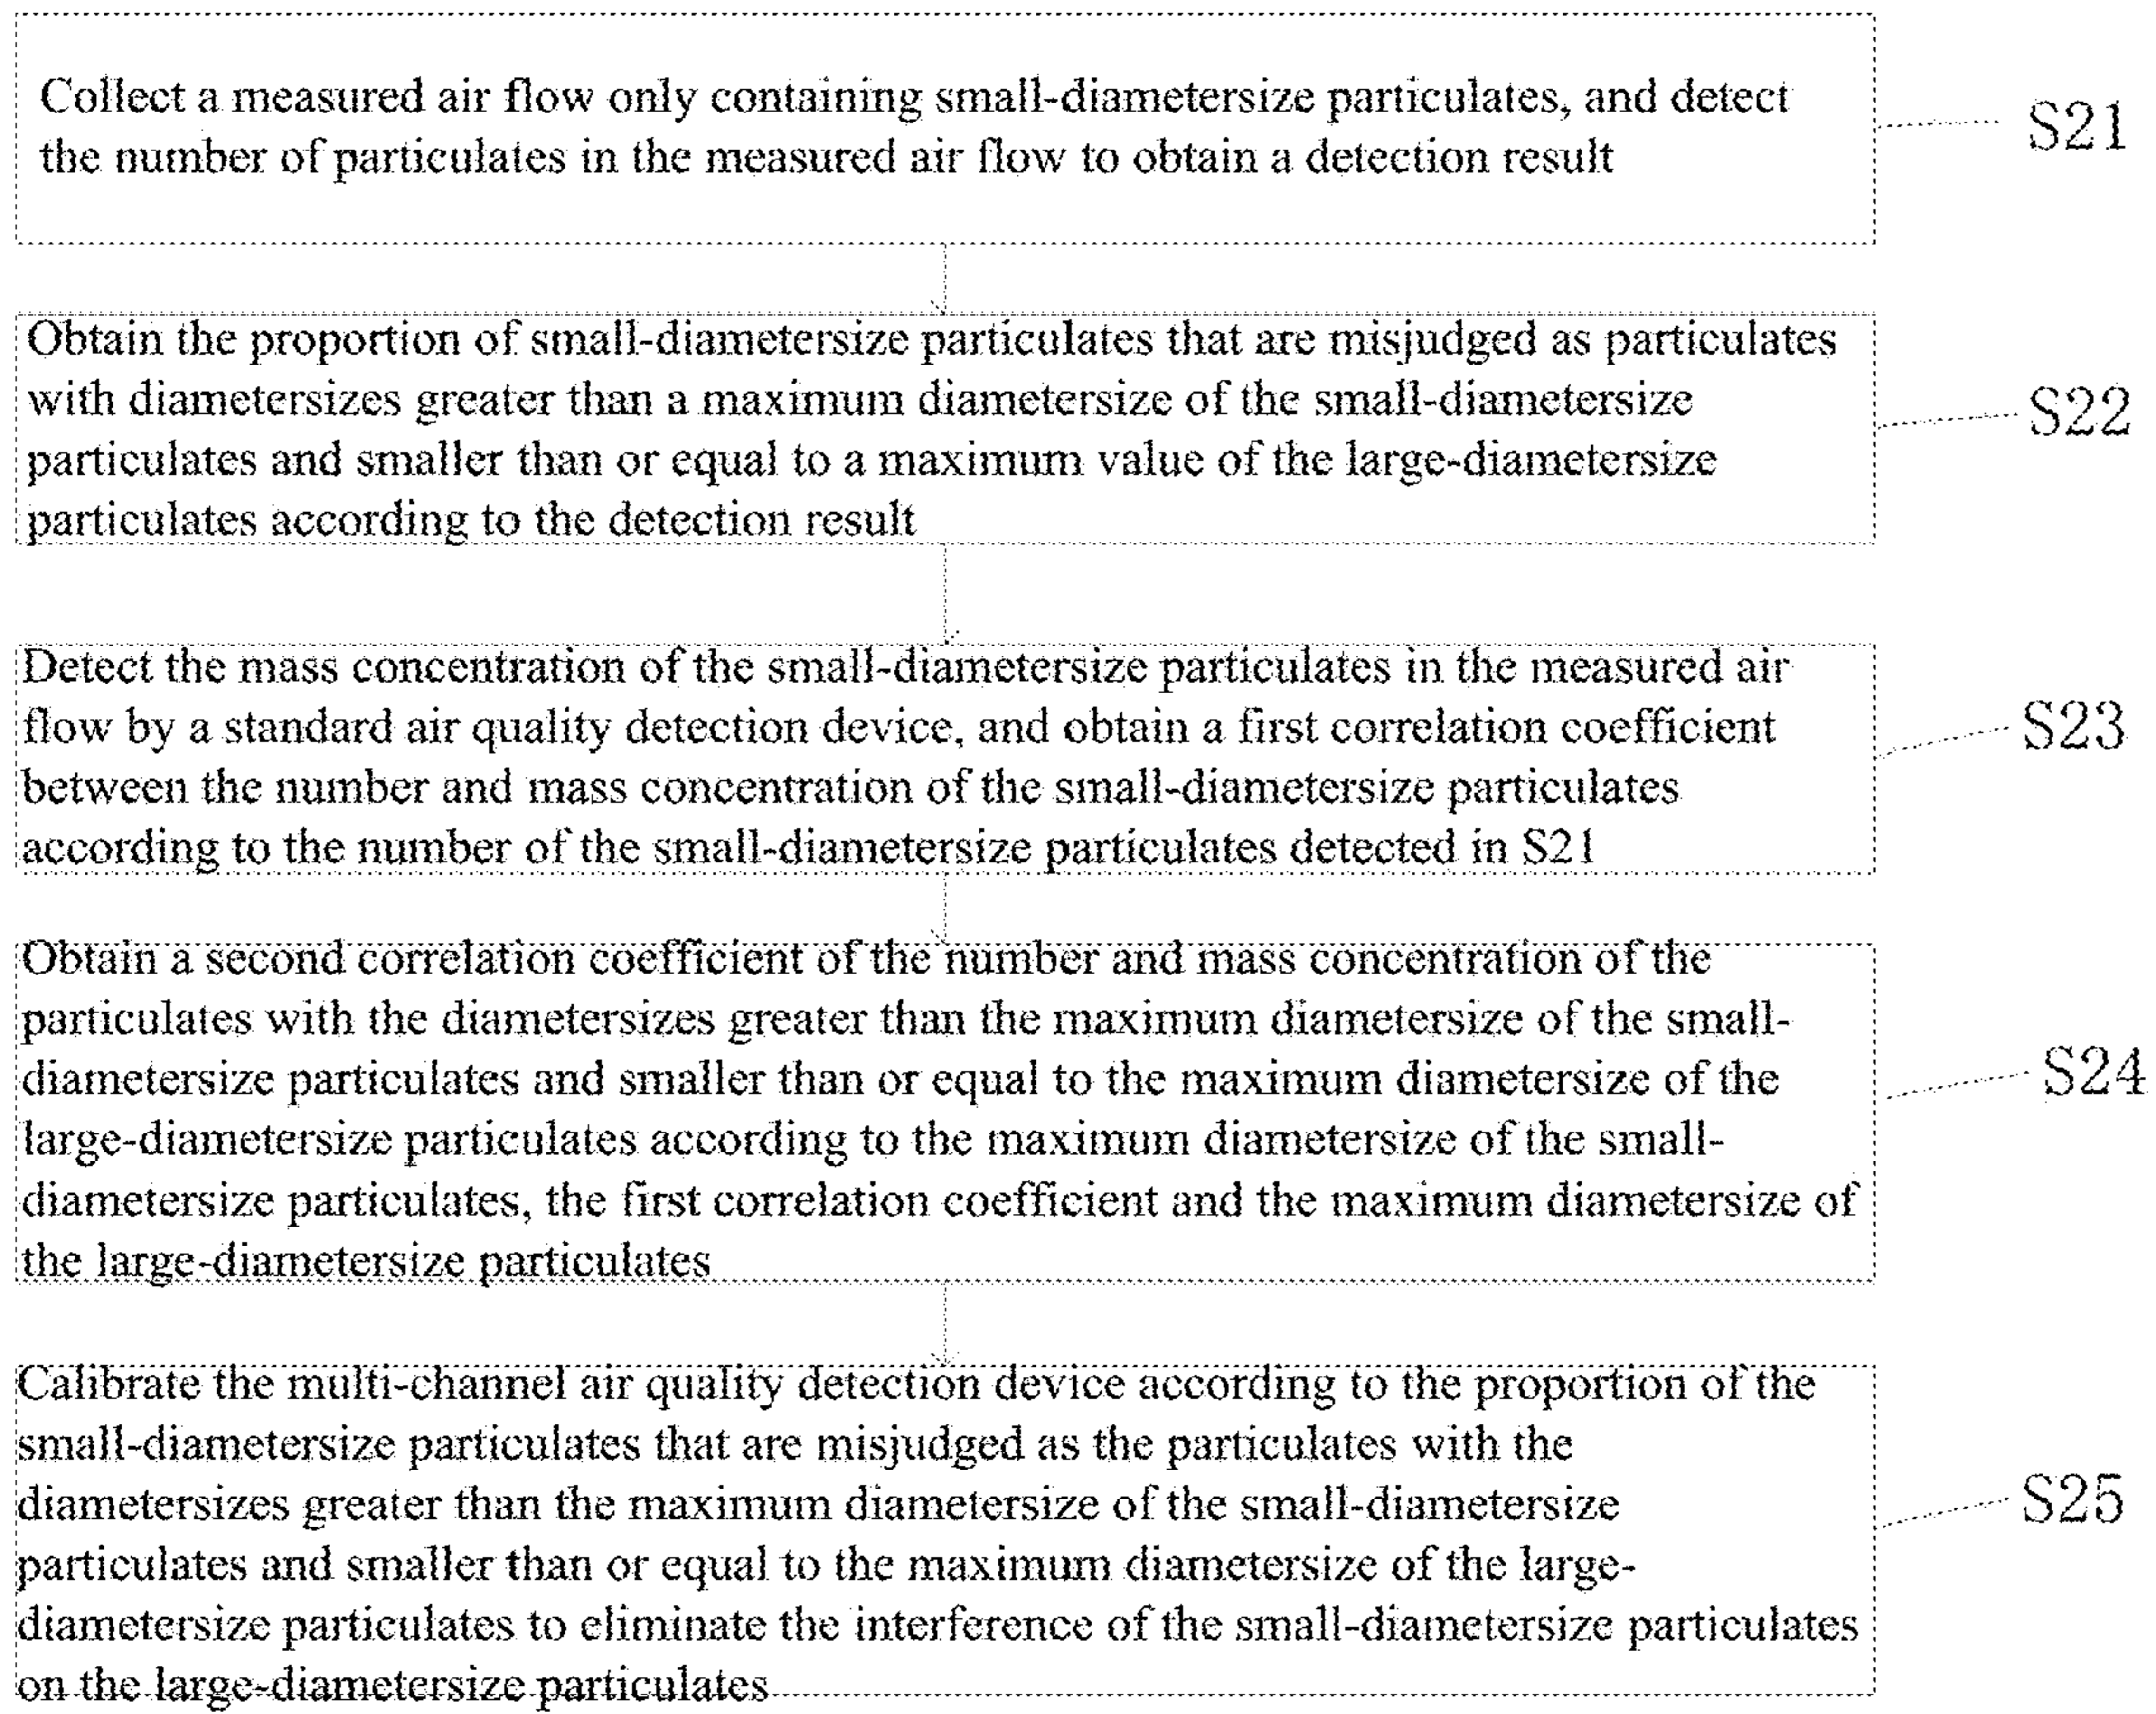 Collect a measured air flow only containing small-diametersize particulates, and detect
the number of particulates in the measured air flow to obtain a detection result
S21
Obtain the proportion of small-diametersize particulates that are misjudged as particulates
with diametersizes greater than a maximum diametersize of the small-diametersize
particulates and smaller than or equal to a maximum value of the large-diametersize
particulates according to the detection result
S22
Detect the mass concentration of the small-diametersize particulates in the measured air
flow by a standard air quality detection device, and obtain a first correlation coefficient
between the number and mass concentration of the small-diametersize particulates
according to the number of the small-diametersize particulates detected in S21
S23
Obtain a second correlation coefficient of the number and mass concentration of the
particulates with the diametersizes greater than the maximum diametersize of the small-
diametersize particulates and smaller than or equal to the maximum diametersize of the
large-diametersize particulates according to the maximum diametersize of the small-
diametersize particulates, the first correlation coefficient and the maximum diametersize of
the large-diametersize particulates
S24
Calibrate the multi-channel air quality detection device according to the proportion of the
small-diametersize particulates that are misjudged as the particulates with the
diametersizes greater than the maximum diametersize of the small-diametersize
particulates and smaller than or equal to the maximum diametersize of the large-
diametersize particulates to eliminate the interference of the small-diametersize particulates
on the large-diametersize particulates
S25